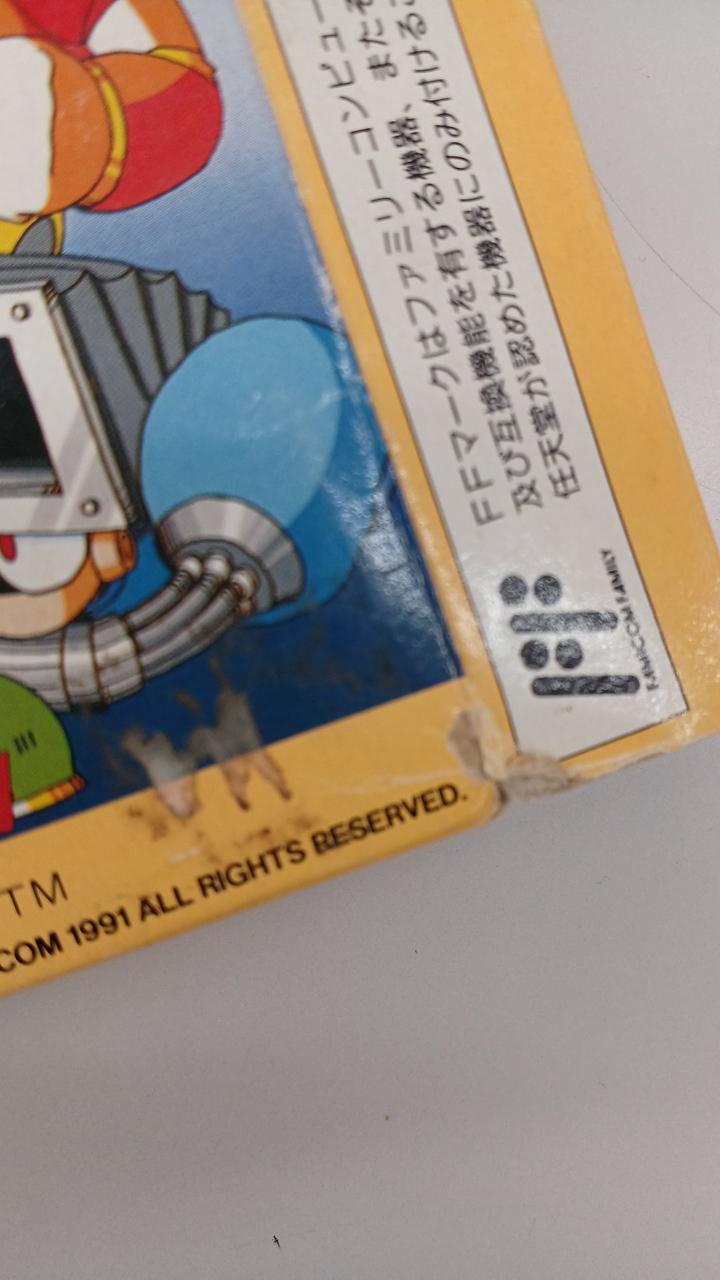 FFマークはファミリーコンピュー
及び互換機能を有する機器、またそ
任天堂が認めた機器にのみ付けるこ
FAMICOM FAMILY
TM
COM 1991 ALL RIGHTS RESERVED.